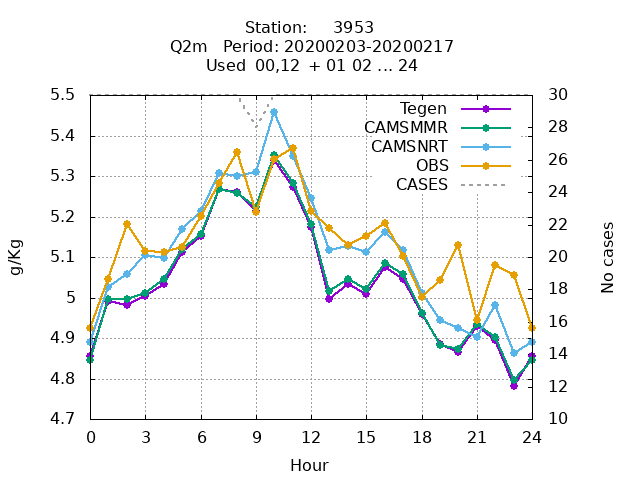 Station: 3953
Q2m Period: 20200203-20200217
Used 00,12 + 01 02 ... 24
5.5
5.4
5.3
5.2
5.1
5
4.9
4.8
4.7
g/Kg
Tegen
CAMSMMR
CAMSNRT
OBS
CASES
30
28
26
24
22
20
18
16
14
12
10
No cases
0 3 6 9 12 15 18 21 24
Hour